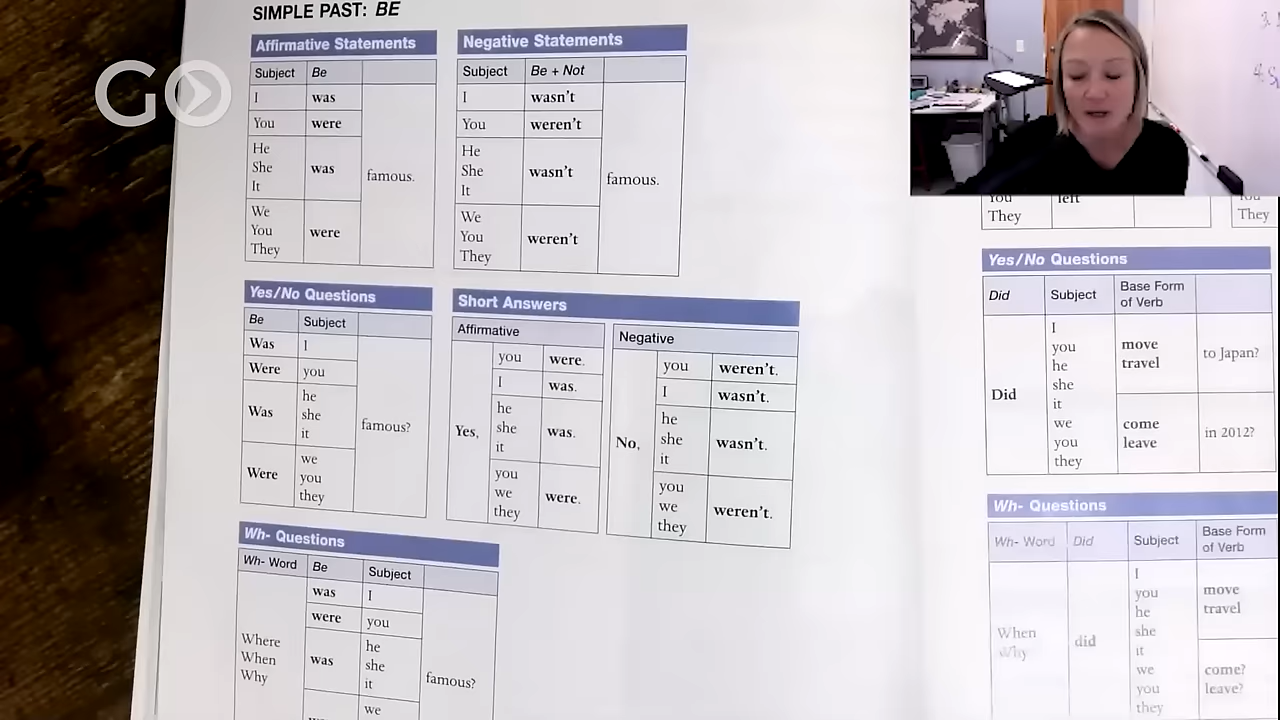 SIMPLE PAST: BE
GO
Affirmative Statements
Subject Be
I was
You were
He
She was
It
famous.
We
You were
They
Negative Statements
Subject Be + Not
I wasn't
You weren't
He
She wasn't
It
famous.
We
You weren't
They
Yes/No Questions
Be Subject
Was I
Were you
he
Was she
it
famous?
we
Were you
they
Short Answers
Affirmative
you were.
I was.
he
she
Yes, was.
it
you
we were.
they
Negative
you weren't.
I wasn't.
he
No, she wasn't.
it
you
we weren't.
they
Wh- Questions
Wh- Word Be Subject
was I
were you
Where
When
Why
he
was she
it
famous?
we
You left
They
You
They
Yes/No Questions
Did Subject Base Form
of Verb
Did
I
you
he
she
it
we
you
they
move
travel
to Japan?
come
leave
in 2012?
Wh- Questions
Wh- Word Did Subject Base Form
of Verb
When
Why
did
I
you
he
she
it
we
you
they
move
travel
come?
leave?